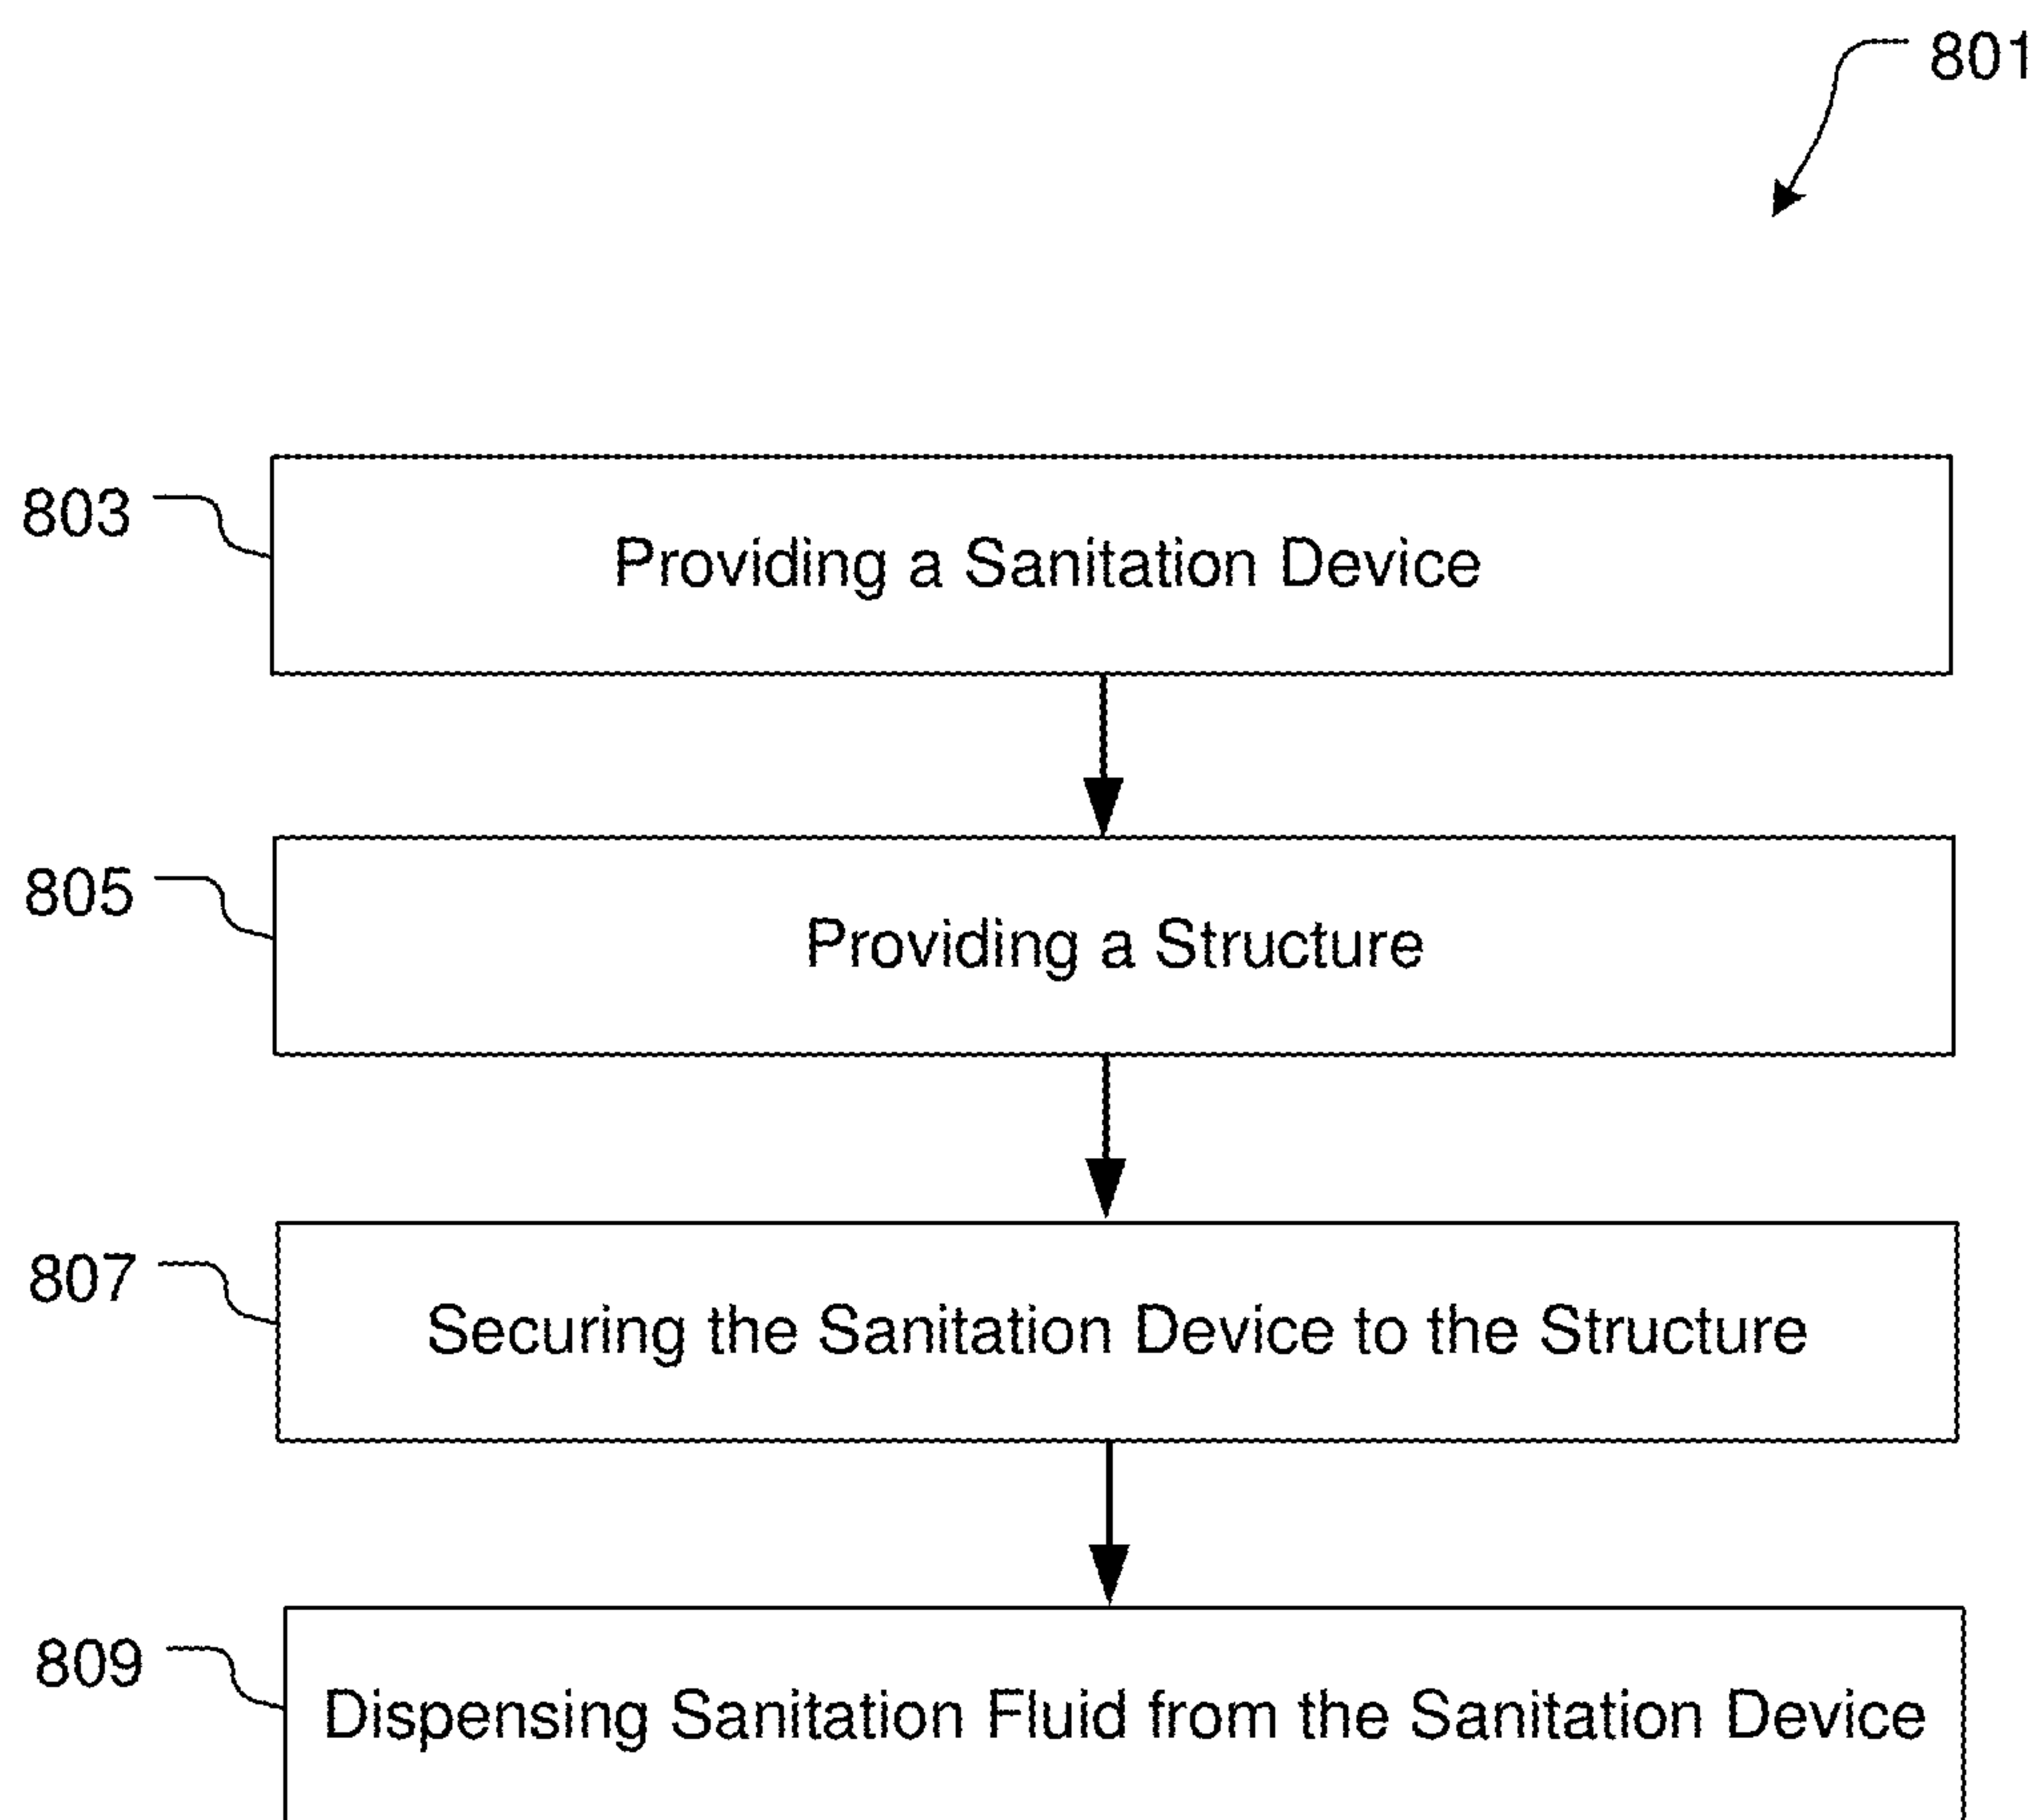 801
803
Providing a Sanitation Device
805
Providing a Structure
807
Securing the Sanitation Device to the Structure
809
Dispensing Sanitation Fluid from the Sanitation Device